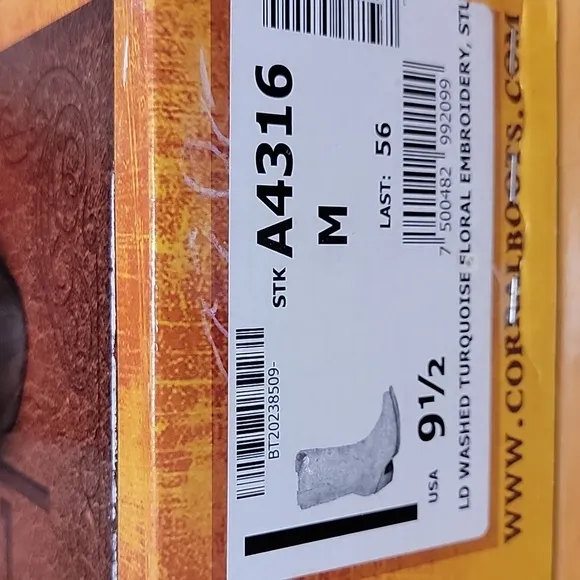 BT20238509-
STK A4316
M
LAST: 56
7 500482 992099
USA 9½
LD WASHED TURQUOISE FLORAL EMBROIDERY,
WWW.CORRALBOOTS.COM